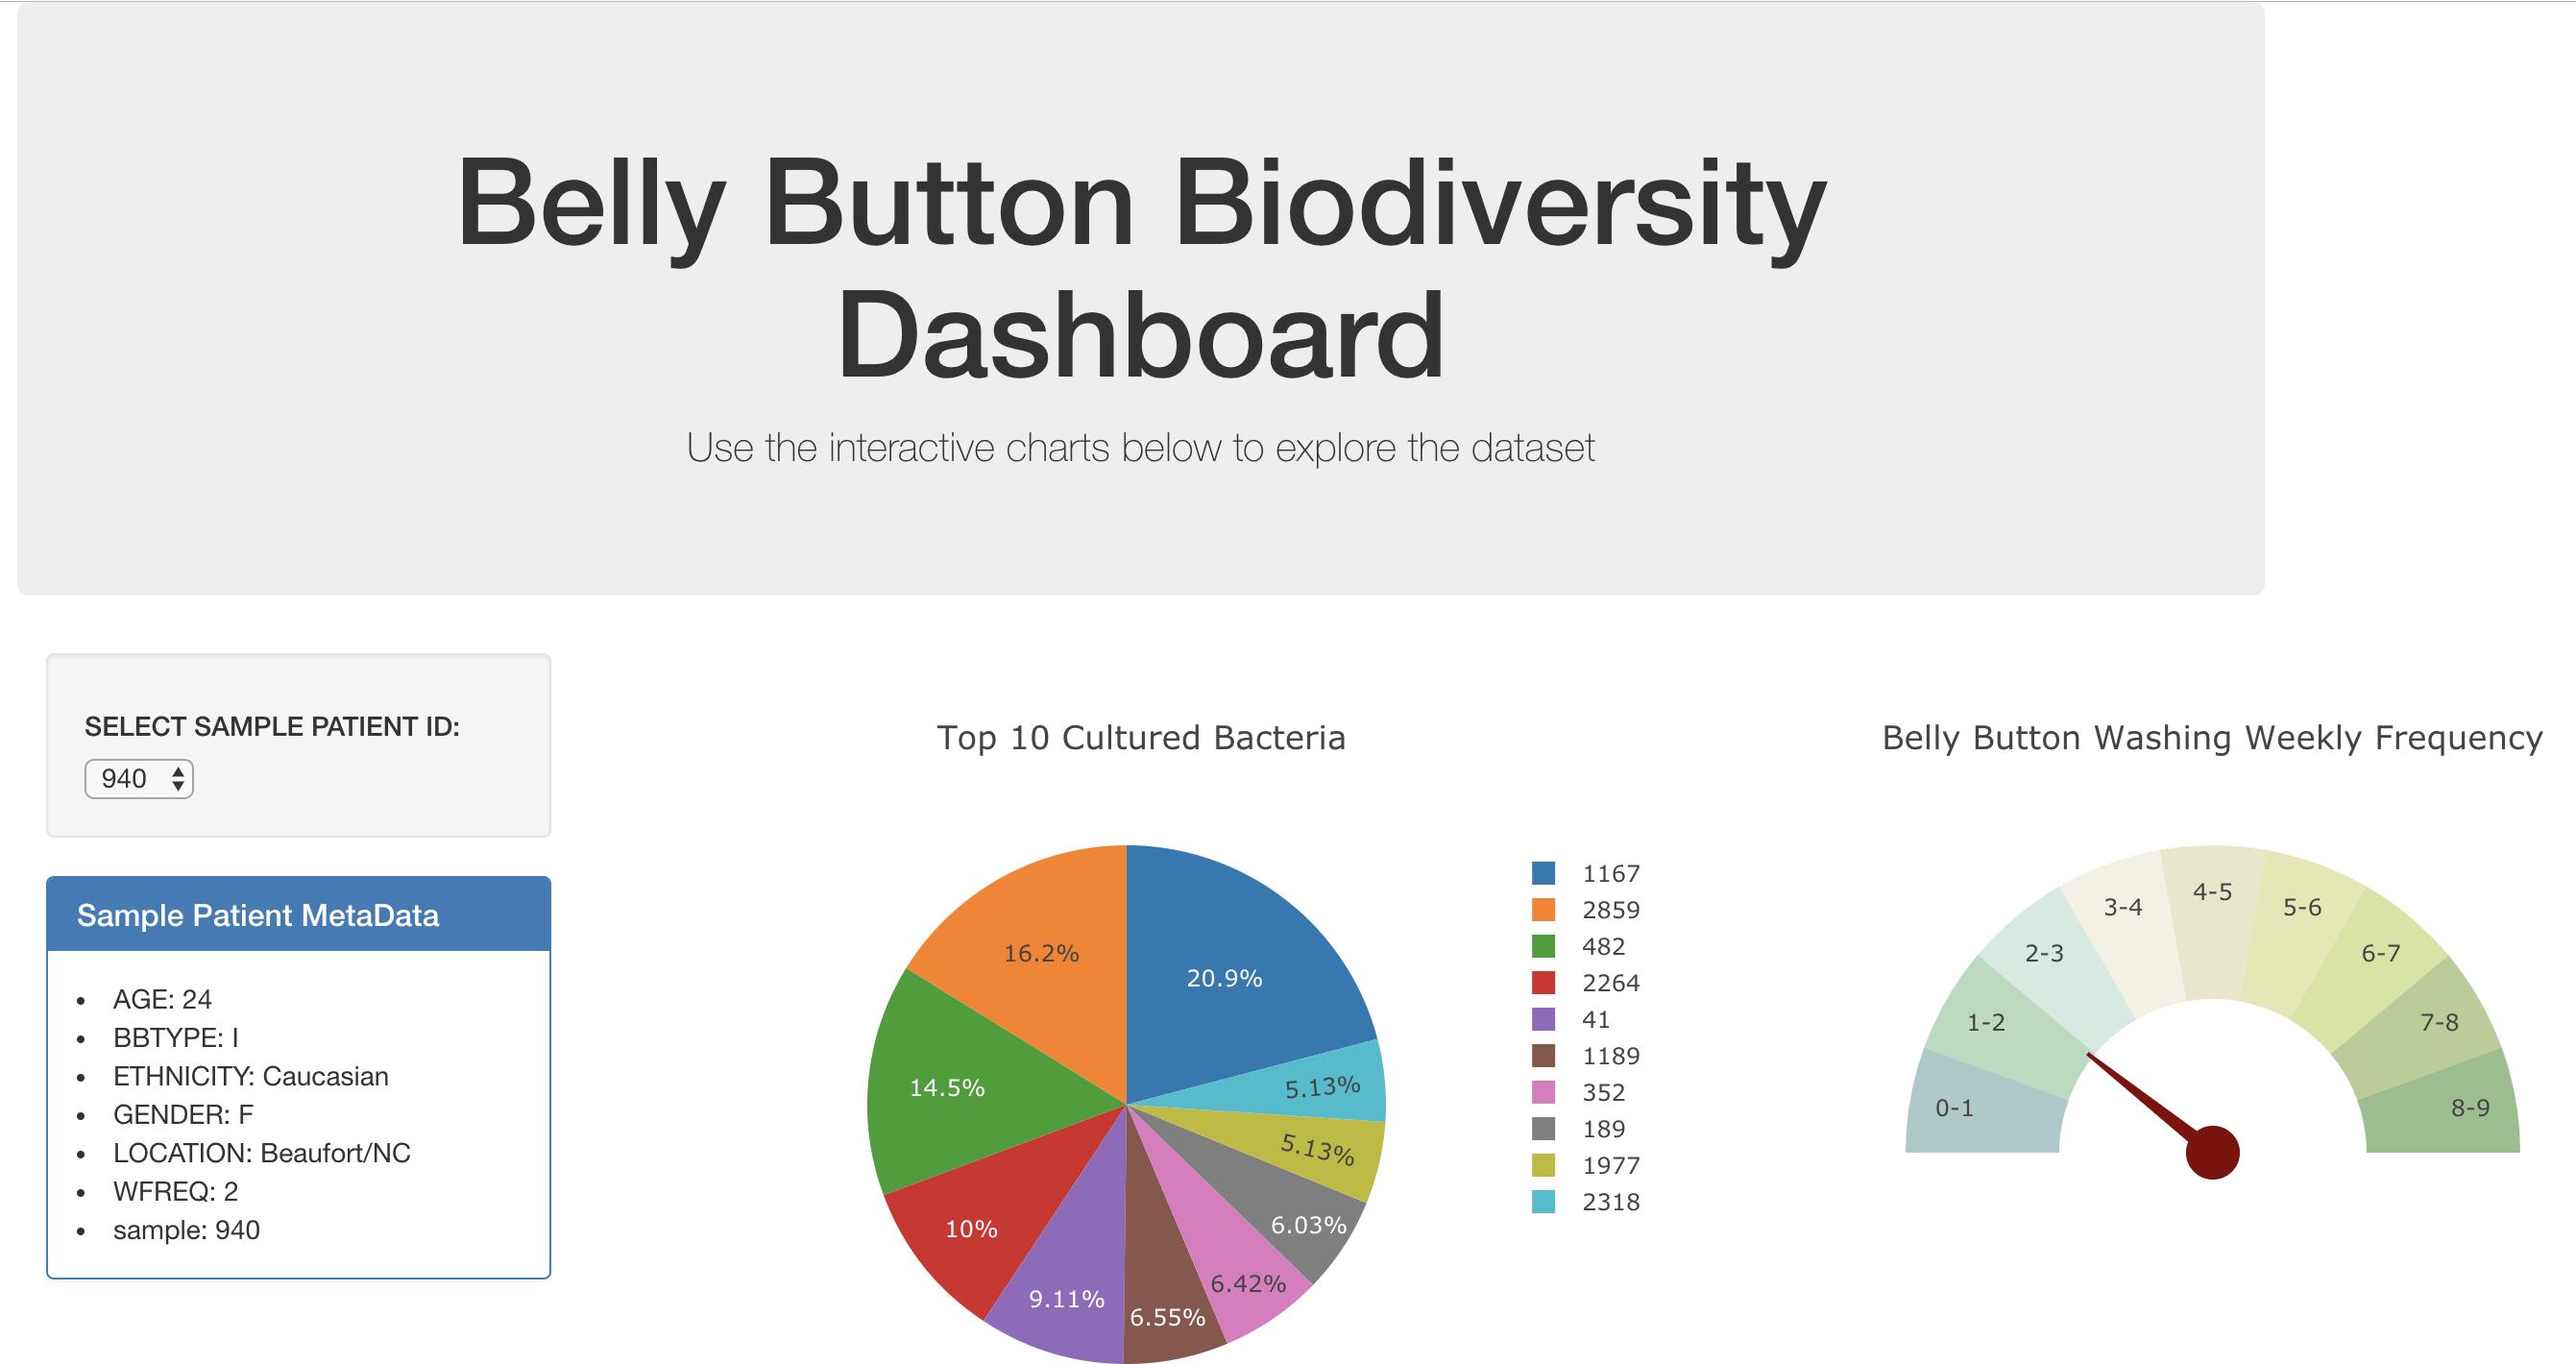 Belly Button Biodiversity
Dashboard
Use the interactive charts below to explore the dataset
SELECT SAMPLE PATIENT ID:
940
Sample Patient MetaData
AGE: 24
BBTYPE: I
ETHNICITY: Caucasian
GENDER: F
LOCATION: Beaufort/NC
WFREQ: 2
sample: 940
Top 10 Cultured Bacteria
20.9%
16.2%
14.5%
10%
9.11%
6.55%
6.42%
6.03%
5.13%
5.13%
1167
2859
482
2264
41
1189
352
189
1977
2318
Belly Button Washing Weekly Frequency
0-1
1-2
2-3
3-4
4-5
5-6
6-7
7-8
8-9